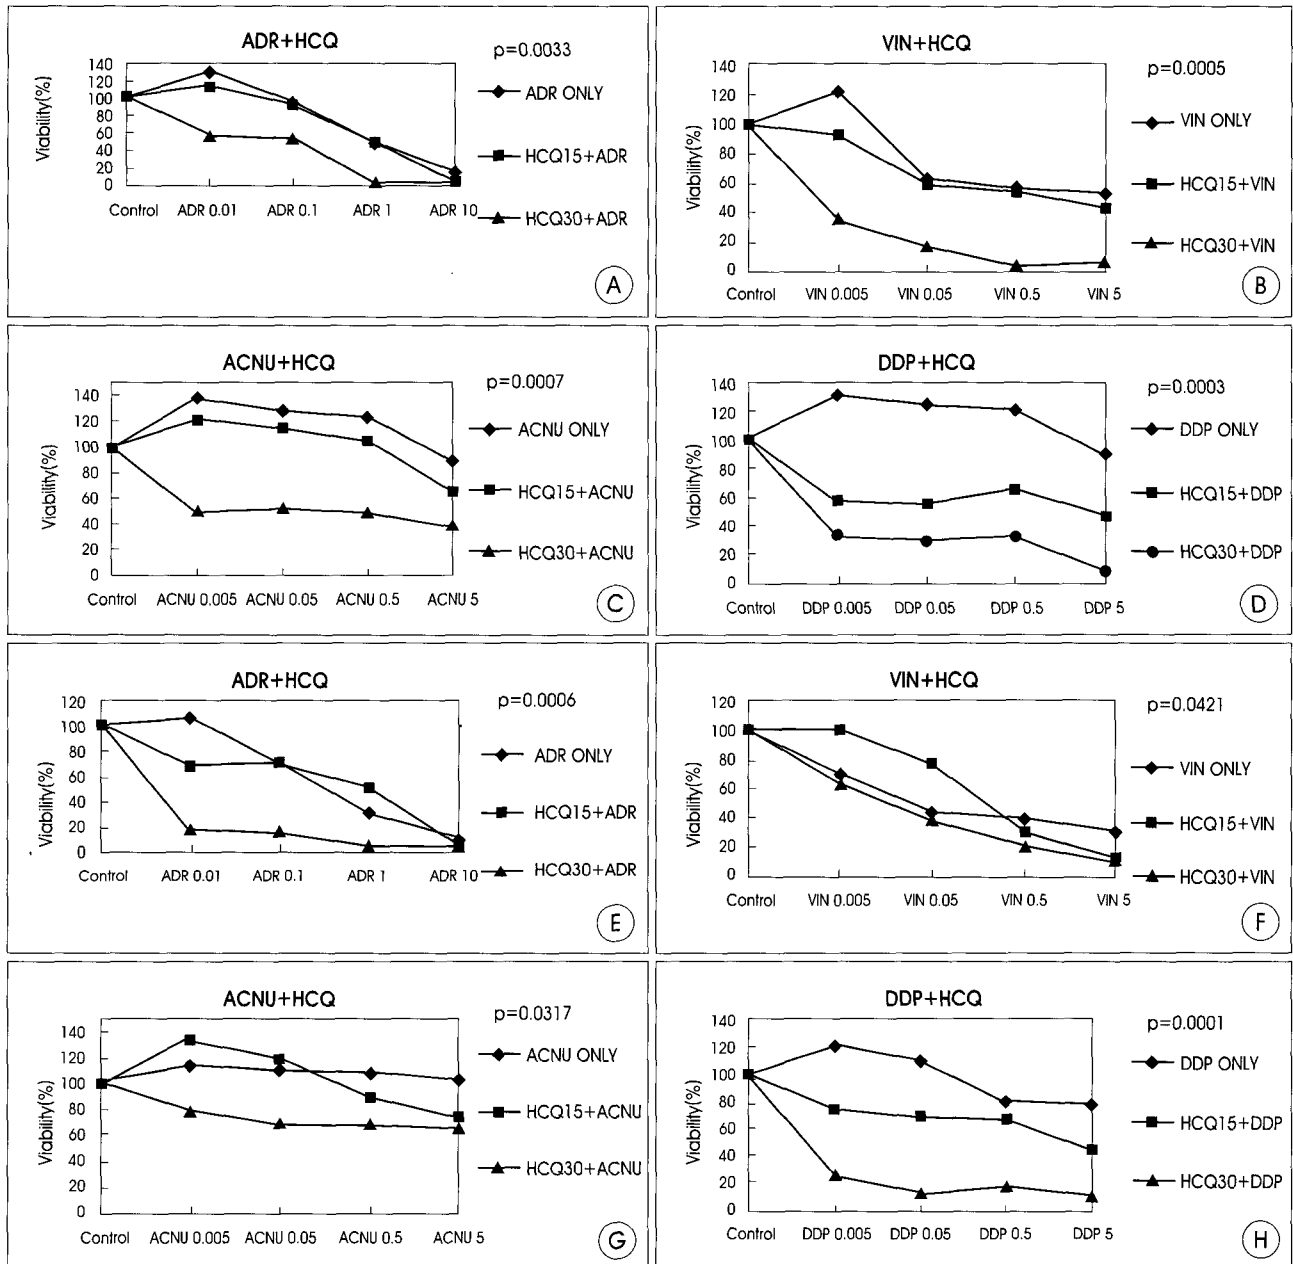 ADR+HCQ
p=0.0033
Viability(%)
140
120
100
80
60
40
20
0
Control ADR 0.01 ADR 0.1 ADR 1 ADR 10
ADR ONLY
HCQ15+ADR
HCQ30+ADR
A
VIN+HCQ
p=0.0005
Viability(%)
140
120
100
80
60
40
20
0
Control VIN 0.005 VIN 0.05 VIN 0.5 VIN 5
VIN ONLY
HCQ15+VIN
HCQ30+VIN
B
ACNU+HCQ
p=0.0007
Viability(%)
140
120
100
80
60
40
20
0
Control ACNU 0.005 ACNU 0.05 ACNU 0.5 ACNU 5
ACNU ONLY
HCQ15+ACNU
HCQ30+ACNU
C
DDP+HCQ
p=0.0003
Viability(%)
140
120
100
80
60
40
20
0
Control DDP 0.005 DDP 0.05 DDP 0.5 DDP 5
DDP ONLY
HCQ15+DDP
HCQ30+DDP
D
ADR+HCQ
p=0.0006
Viability(%)
120
100
80
60
40
20
0
Control ADR 0.01 ADR 0.1 ADR 1 ADR 10
ADR ONLY
HCQ15+ADR
HCQ30+ADR
E
VIN+HCQ
p=0.0421
Viability(%)
120
100
80
60
40
20
0
Control VIN 0.005 VIN 0.05 VIN 0.5 VIN 5
VIN ONLY
HCQ15+VIN
HCQ30+VIN
F
ACNU+HCQ
p=0.0317
Viability(%)
140
120
100
80
60
40
20
0
Control ACNU 0.005 ACNU 0.05 ACNU 0.5 ACNU 5
ACNU ONLY
HCQ15+ACNU
HCQ30+ACNU
G
DDP+HCQ
p=0.0001
Viability(%)
140
120
100
80
60
40
20
0
Control DDP 0.005 DDP 0.05 DDP 0.5 DDP 5
DDP ONLY
HCQ15+DDP
HCQ30+DDP
H